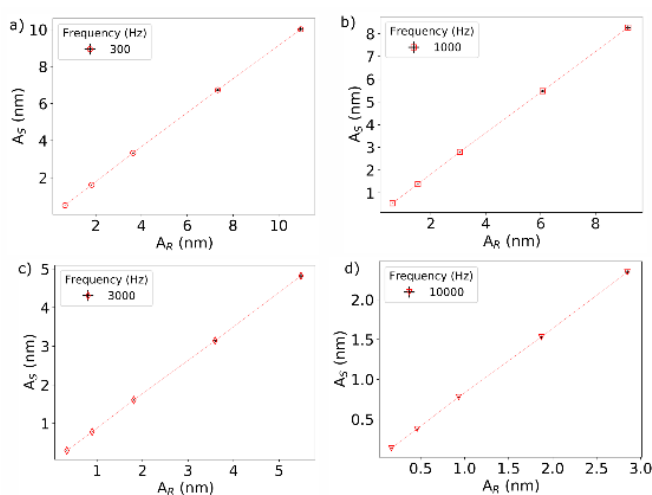 a)
Frequency (Hz)
300
10
8
6
4
2
A_S (nm)
2 4 6 8 10
A_R (nm)
b)
Frequency (Hz)
1000
8
7
6
5
4
3
2
1
A_S (nm)
2 4 6 8
A_R (nm)
c)
Frequency (Hz)
3000
5
4
3
2
1
A_S (nm)
1 2 3 4 5
A_R (nm)
d)
Frequency (Hz)
10000
2.0
1.5
1.0
0.5
A_S (nm)
0.5 1.0 1.5 2.0 2.5 3.0
A_R (nm)